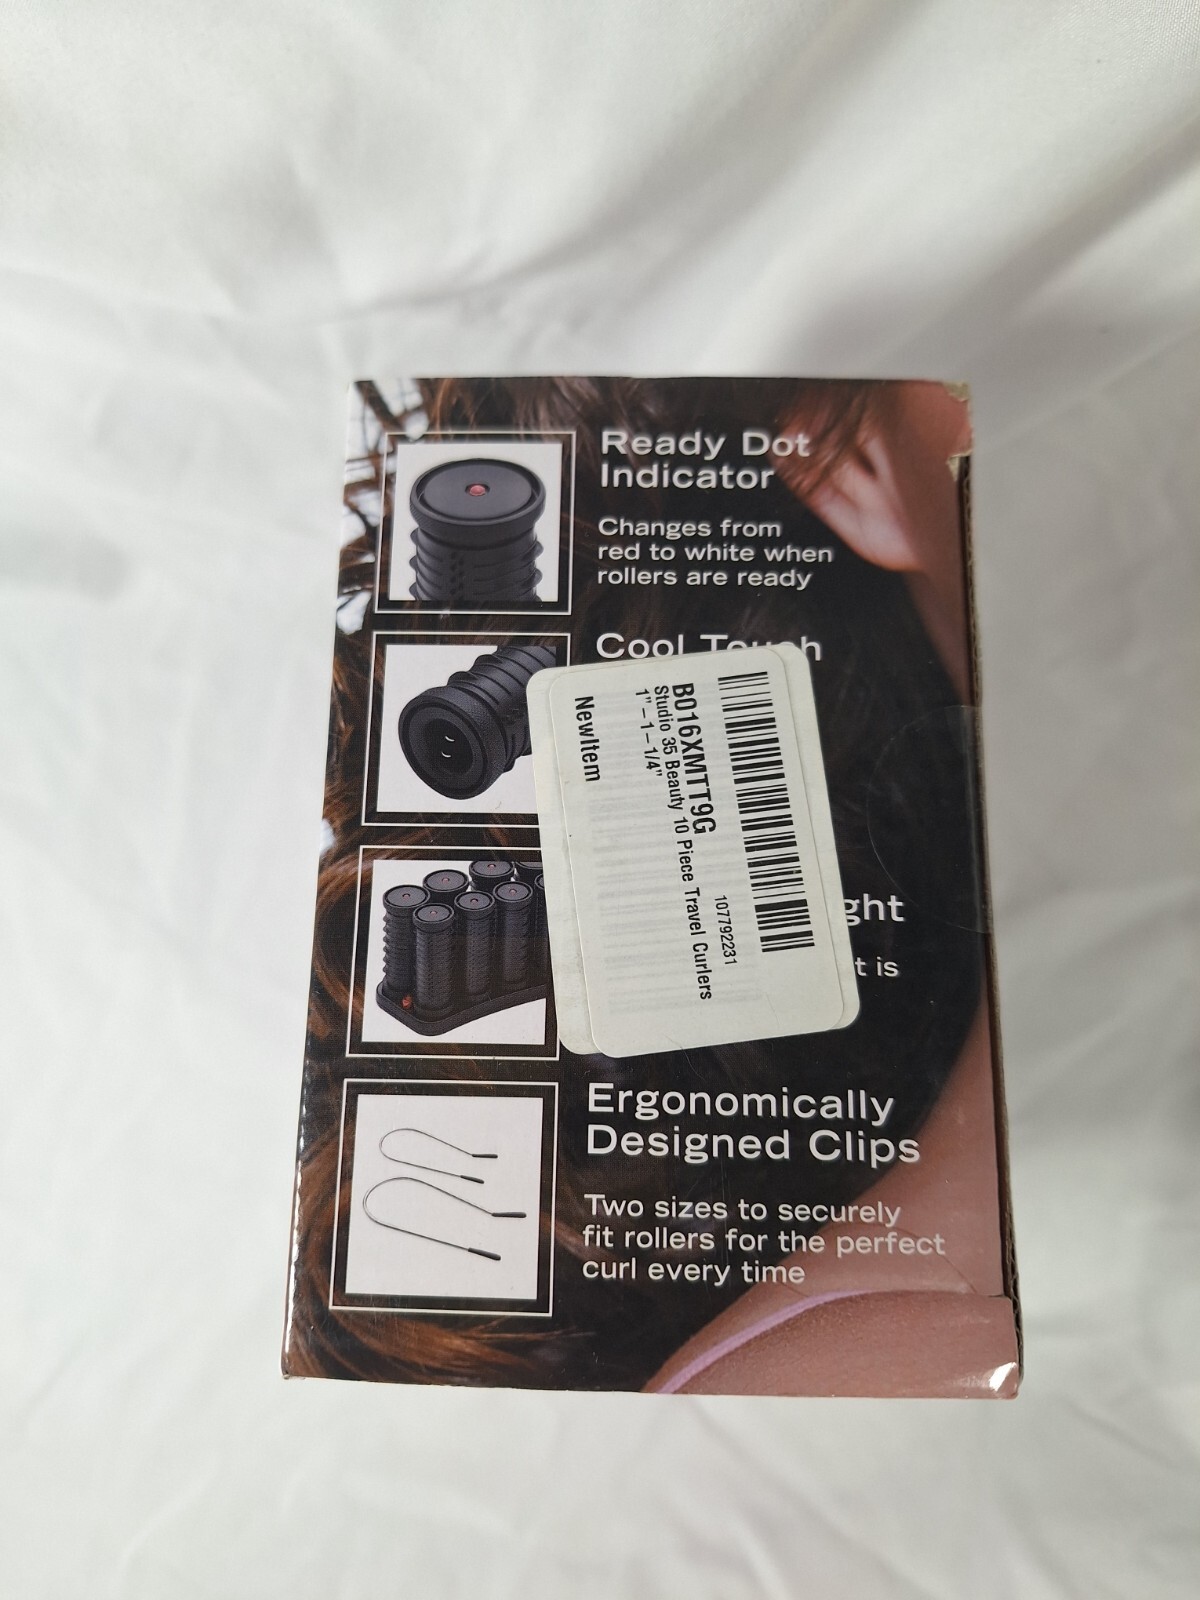 Ready Dot
Indicator
Changes from
red to white when
rollers are ready
Cool Touch
B016XMTT9G
107792231
Studio 35 Beauty 10 Piece Travel Curlers
1" – 1 – 1/4"
NewItem
ght
t is
Ergonomically
Designed Clips
Two sizes to securely
fit rollers for the perfect
curl every time